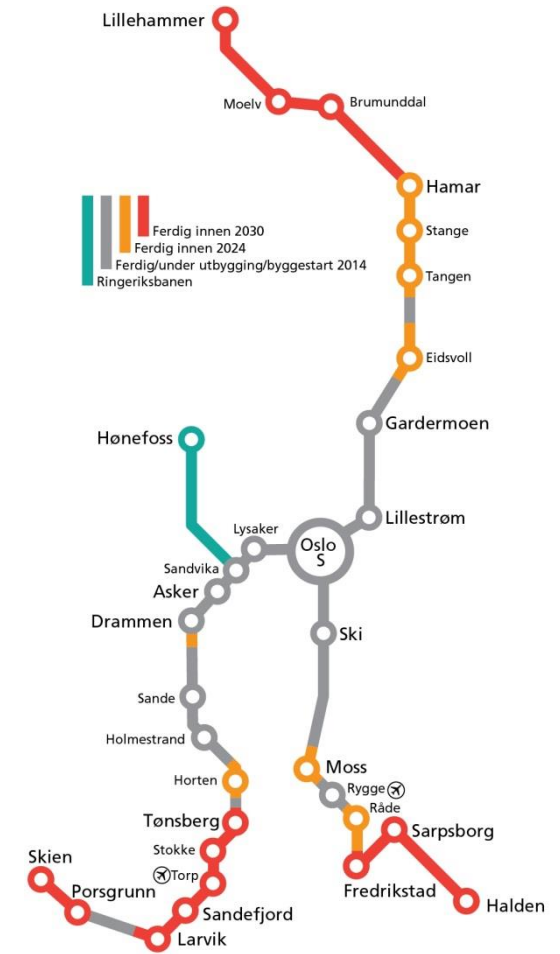 Lillehammer
Moelv
Brumunddal
Hamar
Stange
Tangen
Eidsvoll
Ferdig innen 2030
Ferdig innen 2024
Ferdig/under utbygging/byggestart 2014
Ringeriksbanen
Gardermoen
Hønefoss
Lillestrøm
Lysaker
Oslo
S
Sandvika
Asker
Drammen
Ski
Sande
Holmestrand
Horten
Moss
Rygge
Råde
Tønsberg
Sarpsborg
Stokke
Torp
Skien
Porsgrunn
Sandefjord
Larvik
Fredrikstad
Halden